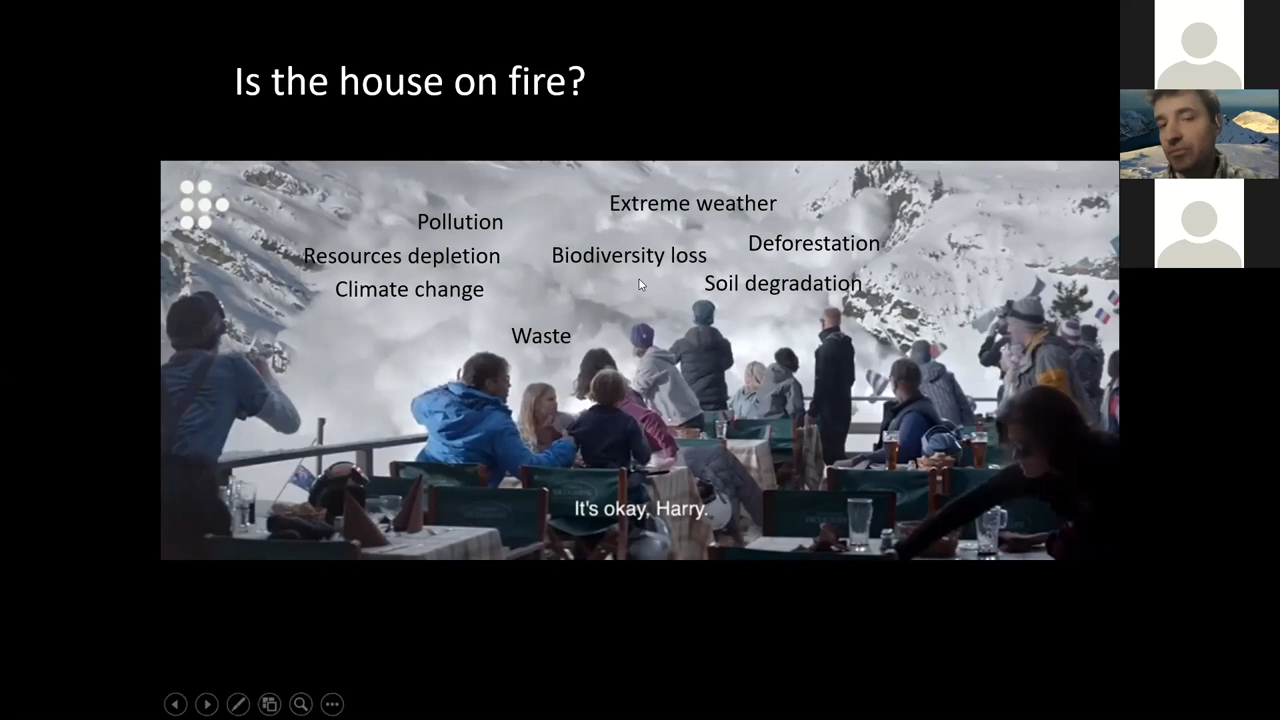 Is the house on fire?
Extreme weather
Pollution
Deforestation
Resources depletion
Biodiversity loss
Soil degradation
Climate change
Waste
It's okay, Harry.